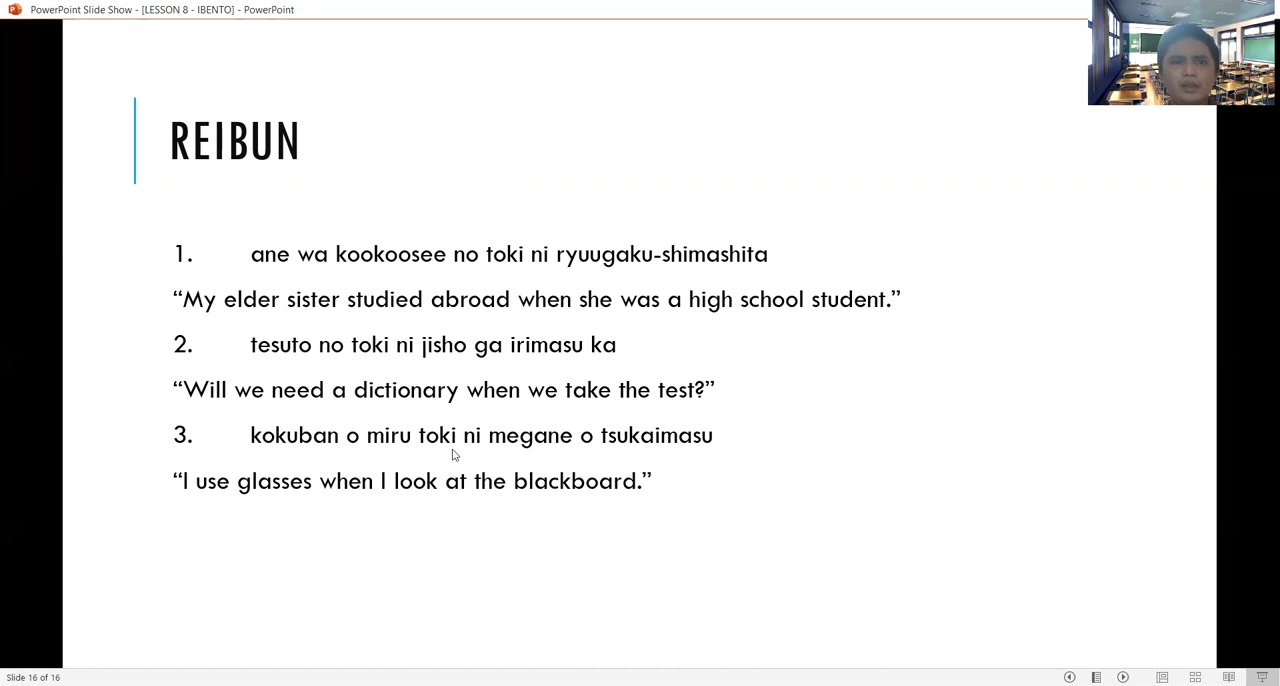 PowerPoint Slide Show - [LESSON 8 - IBENTO] - PowerPoint
REIBUN
1. ane wa kookoosee no toki ni ryuugaku-shimashita
“My elder sister studied abroad when she was a high school student.”
2. tesuto no toki ni jisho ga irimasu ka
“Will we need a dictionary when we take the test?”
3. kokuban o miru toki ni megane o tsukaimasu
“I use glasses when I look at the blackboard.”
Slide 16 of 16